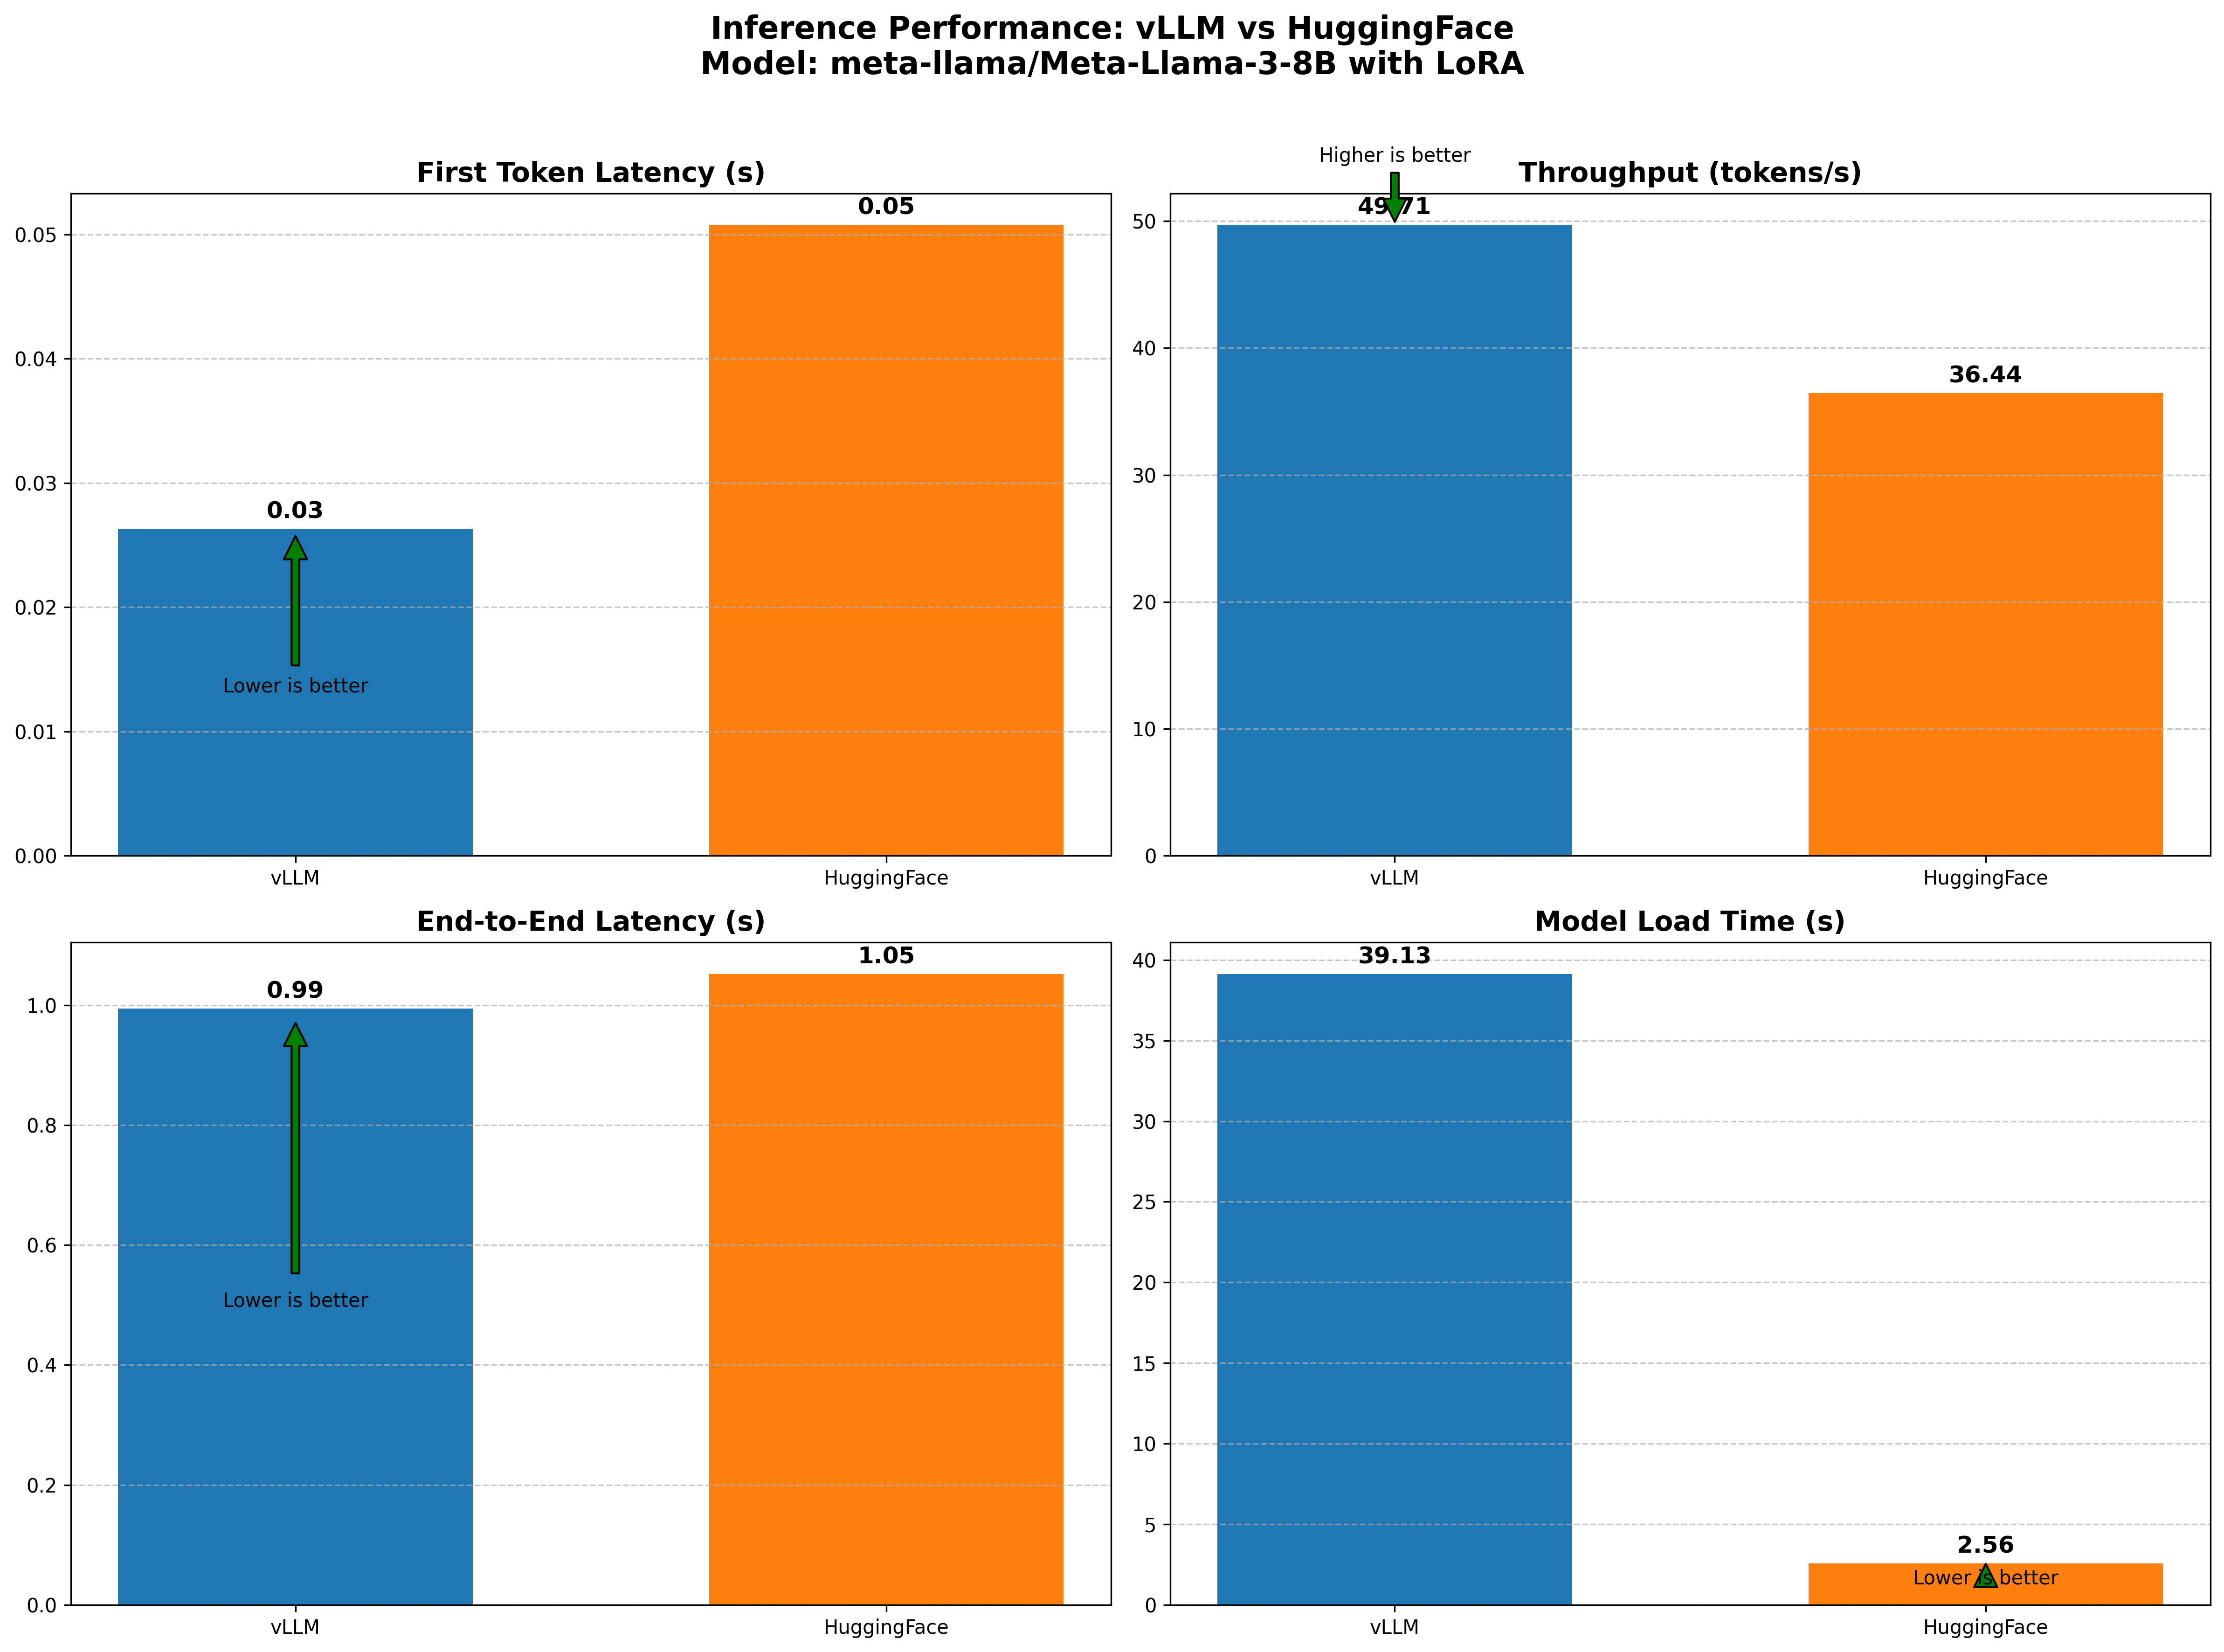 Inference Performance: vLLM vs HuggingFace
Model: meta-llama/Meta-Llama-3-8B with LoRA
First Token Latency (s)
0.05
0.05
0.04
0.03
0.03
0.02
Lower is better
0.01
0.00
vLLM
HuggingFace
Higher is better
Throughput (tokens/s)
49.71
50
40
36.44
30
20
10
0
vLLM
HuggingFace
End-to-End Latency (s)
1.05
0.99
1.0
0.8
0.6
Lower is better
0.4
0.2
0.0
vLLM
HuggingFace
Model Load Time (s)
39.13
40
35
30
25
20
15
10
5
2.56
Lower is better
0
vLLM
HuggingFace